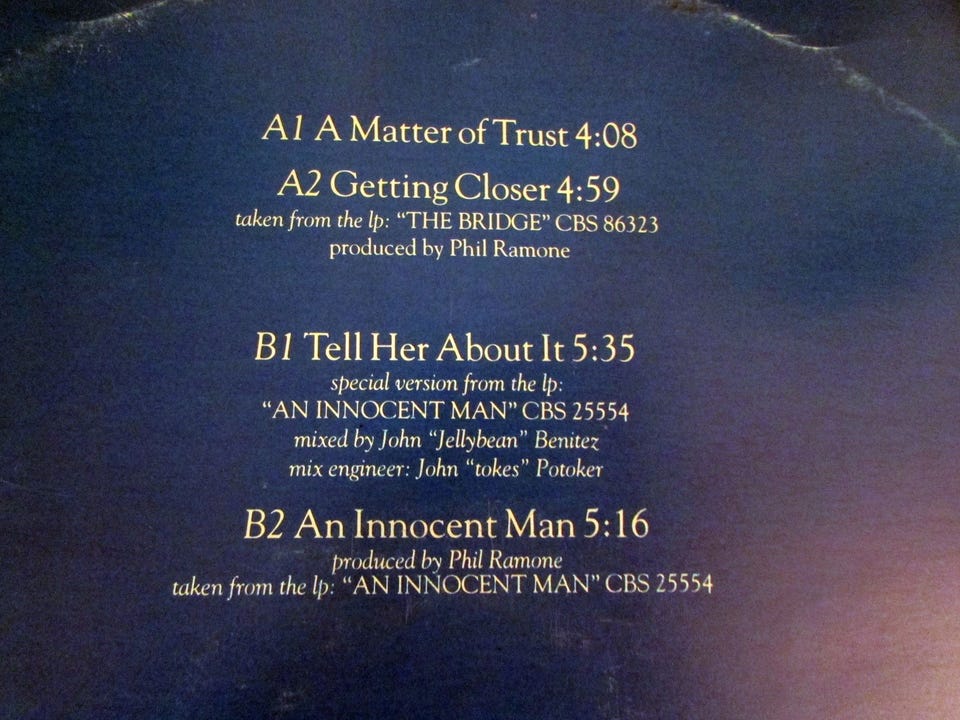 A1 A Matter of Trust 4:08
A2 Getting Closer 4:59
taken from the lp: “THE BRIDGE” CBS 86323
produced by Phil Ramone
B1 Tell Her About It 5:35
special version from the lp:
“AN INNOCENT MAN” CBS 25554
mixed by John “Jellybean” Benitez
mix engineer: John “tokes” Potoker
B2 An Innocent Man 5:16
produced by Phil Ramone
taken from the lp: “AN INNOCENT MAN” CBS 25554